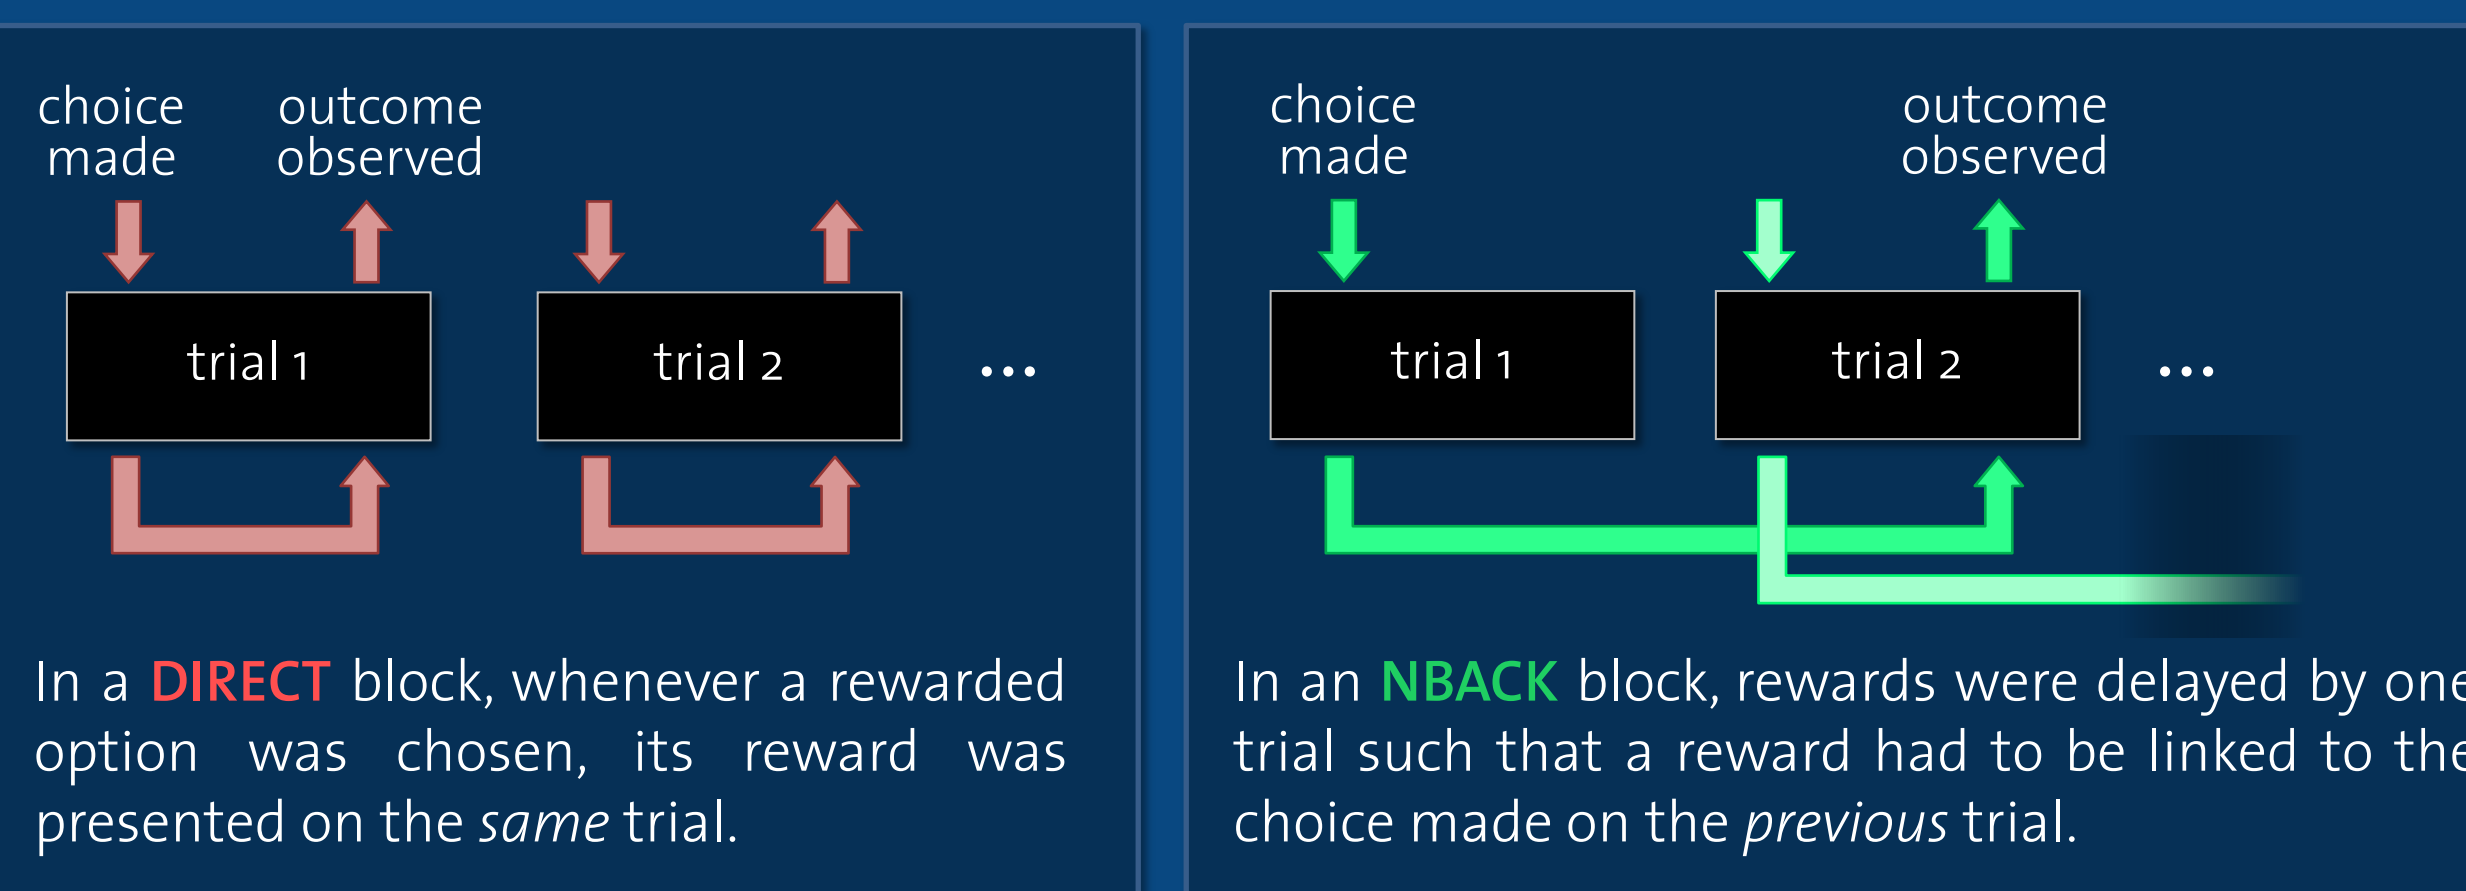 choice
made
outcome
observed
trial 1
trial 2
...
In a DIRECT block, whenever a rewarded
option was chosen, its reward was
presented on the same trial.
choice
made
outcome
observed
trial 1
trial 2
...
In an NBACK block, rewards were delayed by one
trial such that a reward had to be linked to the
choice made on the previous trial.